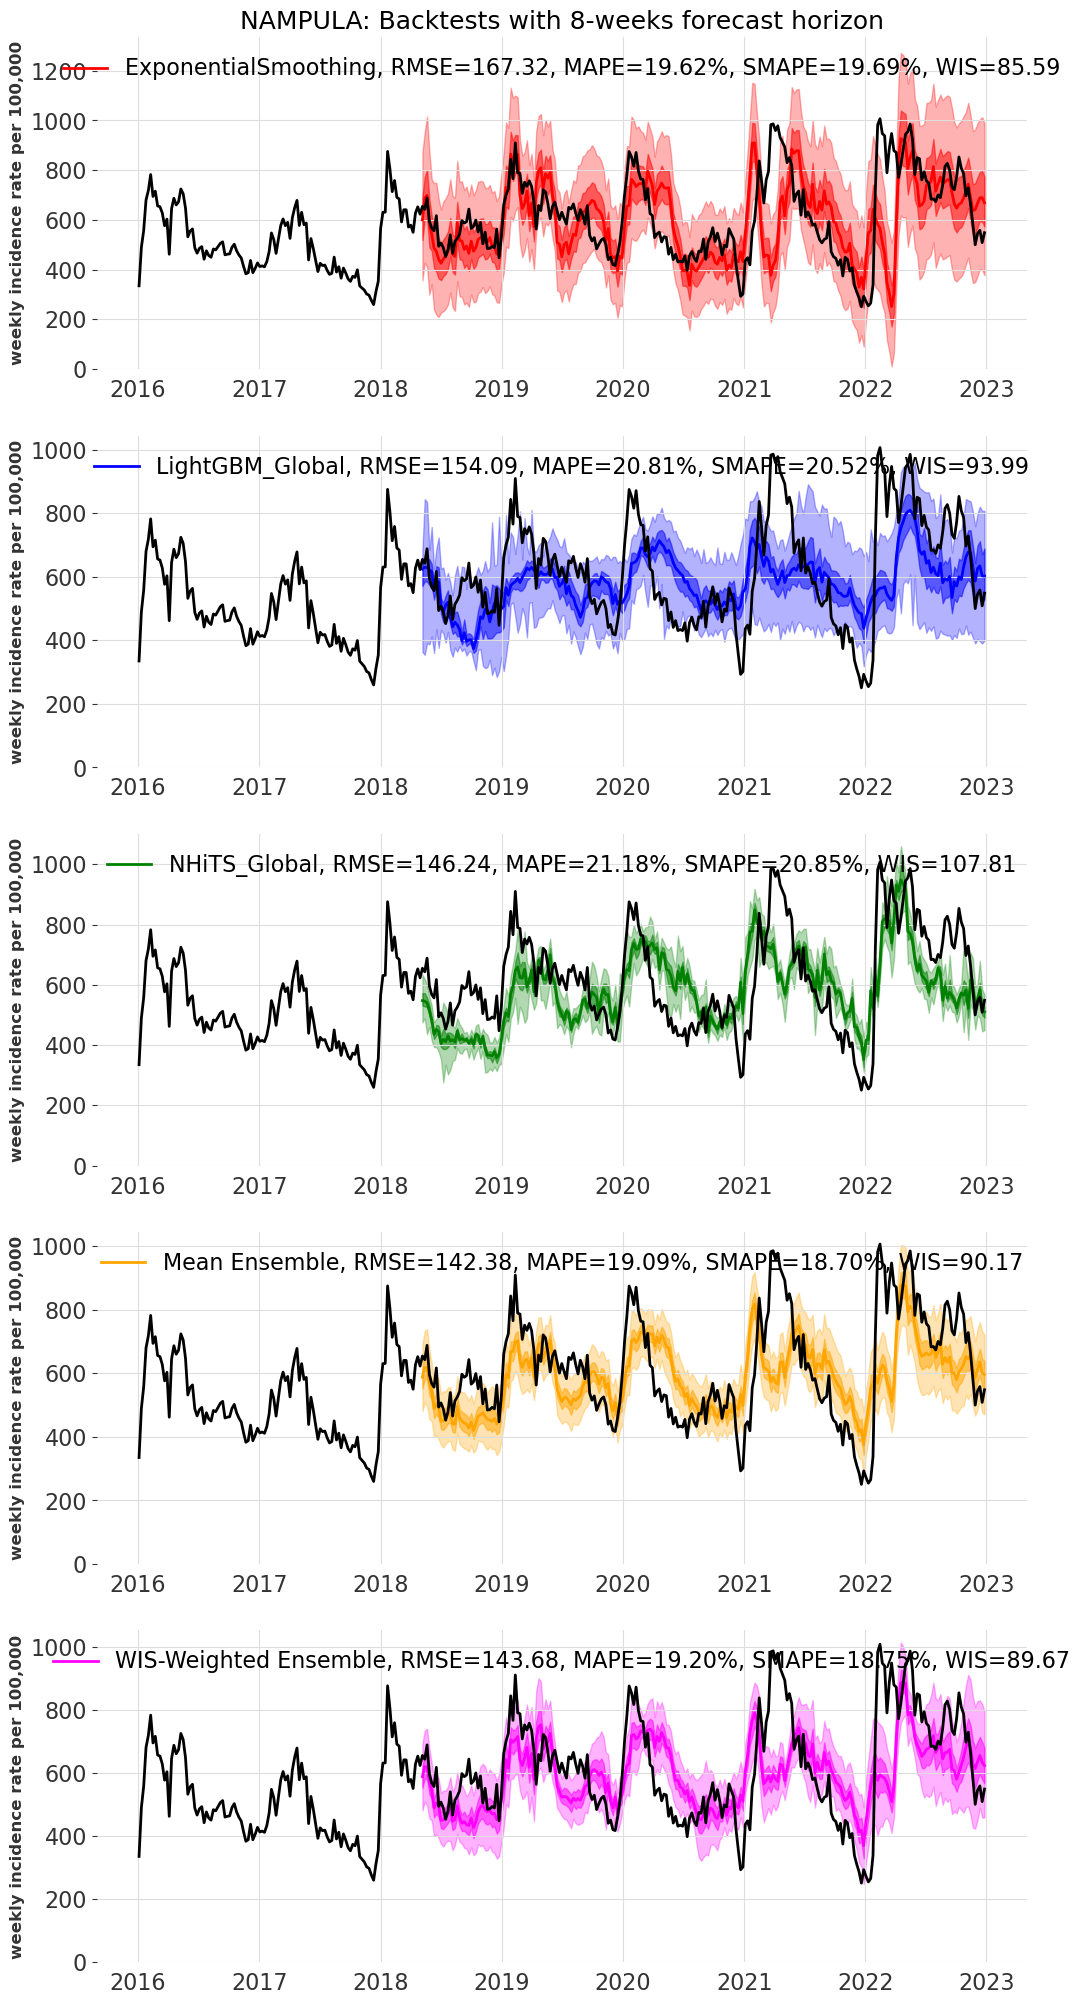 NAMPULA: Backtests with 8-weeks forecast horizon
ExponentialSmoothing, RMSE=167.32, MAPE=19.62%, SMAPE=19.69%, WIS=85.59
weekly incidence rate per 100,000
1200
1000
800
600
400
200
0
2016 2017 2018 2019 2020 2021 2022 2023
LightGBM_Global, RMSE=154.09, MAPE=20.81%, SMAPE=20.52%, WIS=93.99
weekly incidence rate per 100,000
1000
800
600
400
200
0
2016 2017 2018 2019 2020 2021 2022 2023
NHiTS_Global, RMSE=146.24, MAPE=21.18%, SMAPE=20.85%, WIS=107.81
weekly incidence rate per 100,000
1000
800
600
400
200
0
2016 2017 2018 2019 2020 2021 2022 2023
Mean Ensemble, RMSE=142.38, MAPE=19.09%, SMAPE=18.70%, WIS=90.17
weekly incidence rate per 100,000
1000
800
600
400
200
0
2016 2017 2018 2019 2020 2021 2022 2023
WIS-Weighted Ensemble, RMSE=143.68, MAPE=19.20%, SMAPE=18.75%, WIS=89.67
weekly incidence rate per 100,000
1000
800
600
400
200
0
2016 2017 2018 2019 2020 2021 2022 2023